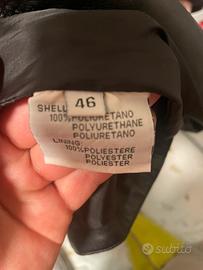 SHELL
46
100%POLIURETANO
POLYURETHANE
POLIURETANO
LINING:
100%POLIESTERE
POLYESTER
POLIESTER
subito